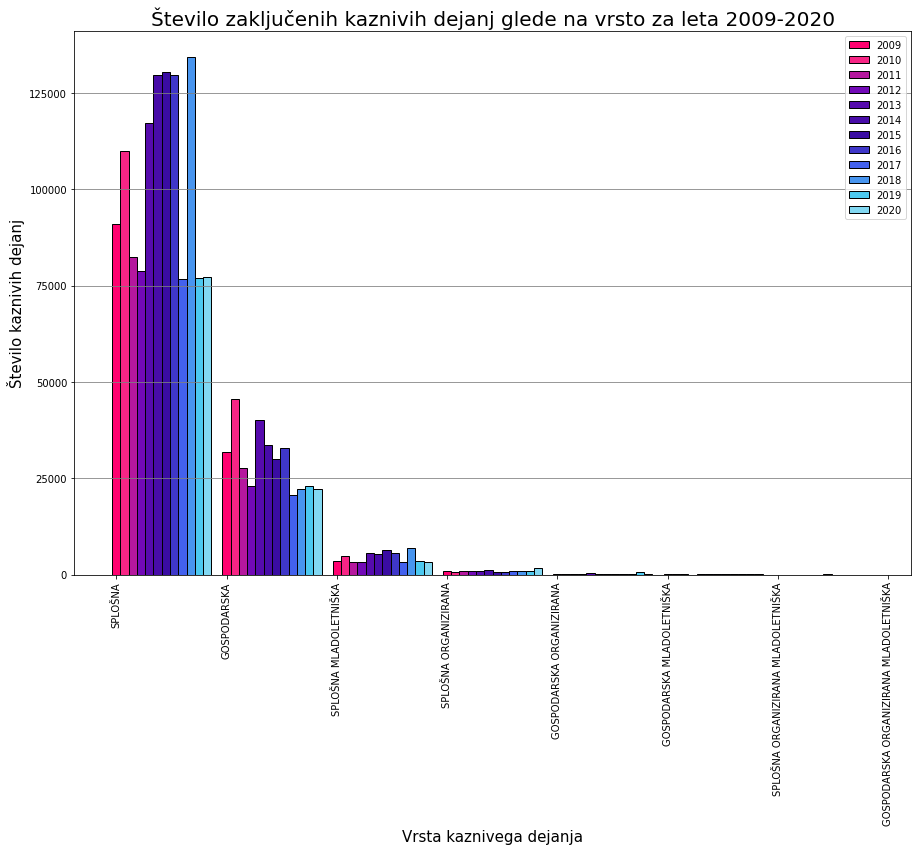 Število zaključenih kaznivih dejanj glede na vrsto za leta 2009-2020
2009
2010
2011
2012
2013
2014
2015
2016
2017
2018
2019
2020
Število kaznivih dejanj
125000
100000
75000
50000
25000
0
SPLOŠNA
GOSPODARSKA
SPLOŠNA MLADOLETNIŠKA
SPLOŠNA ORGANIZIRANA
GOSPODARSKA ORGANIZIRANA
GOSPODARSKA MLADOLETNIŠKA
SPLOŠNA ORGANIZIRANA MLADOLETNIŠKA
GOSPODARSKA ORGANIZIRANA MLADOLETNIŠKA
Vrsta kaznivega dejanja